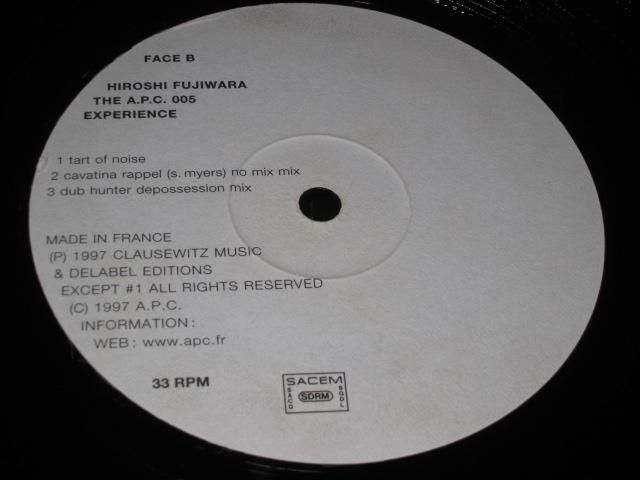 FACE B
HIROSHI FUJIWARA
THE A.P.C. 005
EXPERIENCE
1 tart of noise
2 cavatina rappel (s. myers) no mix mix
3 dub hunter depossession mix
MADE IN FRANCE
(P) 1997 CLAUSEWITZ MUSIC
& DELABEL EDITIONS
EXCEPT #1 ALL RIGHTS RESERVED
(C) 1997 A.P.C.
INFORMATION :
WEB : www.apc.fr
33 RPM
SACEM
SACD
SDRM
SGDL